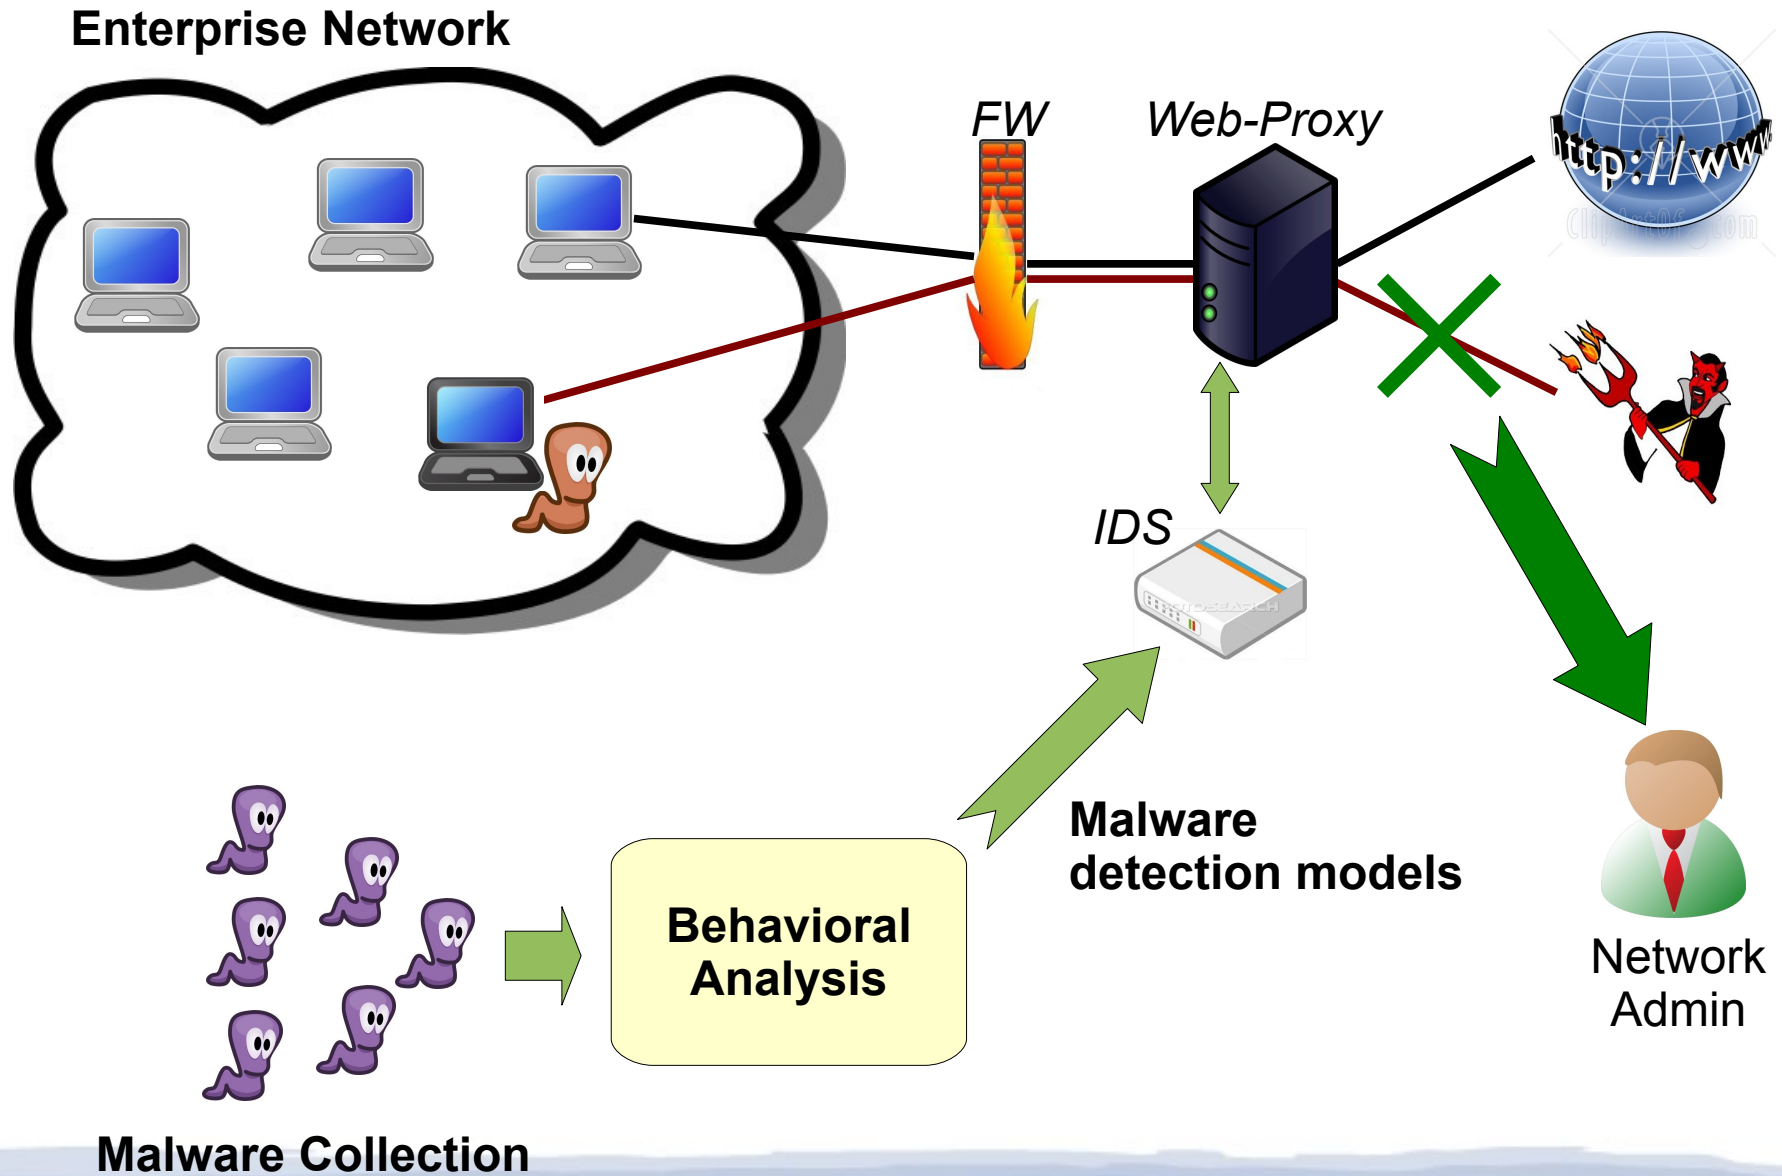 Enterprise Network
FW
Web-Proxy
http://www.
IDS
Malware
detection models
Behavioral
Analysis
Network
Admin
Malware Collection